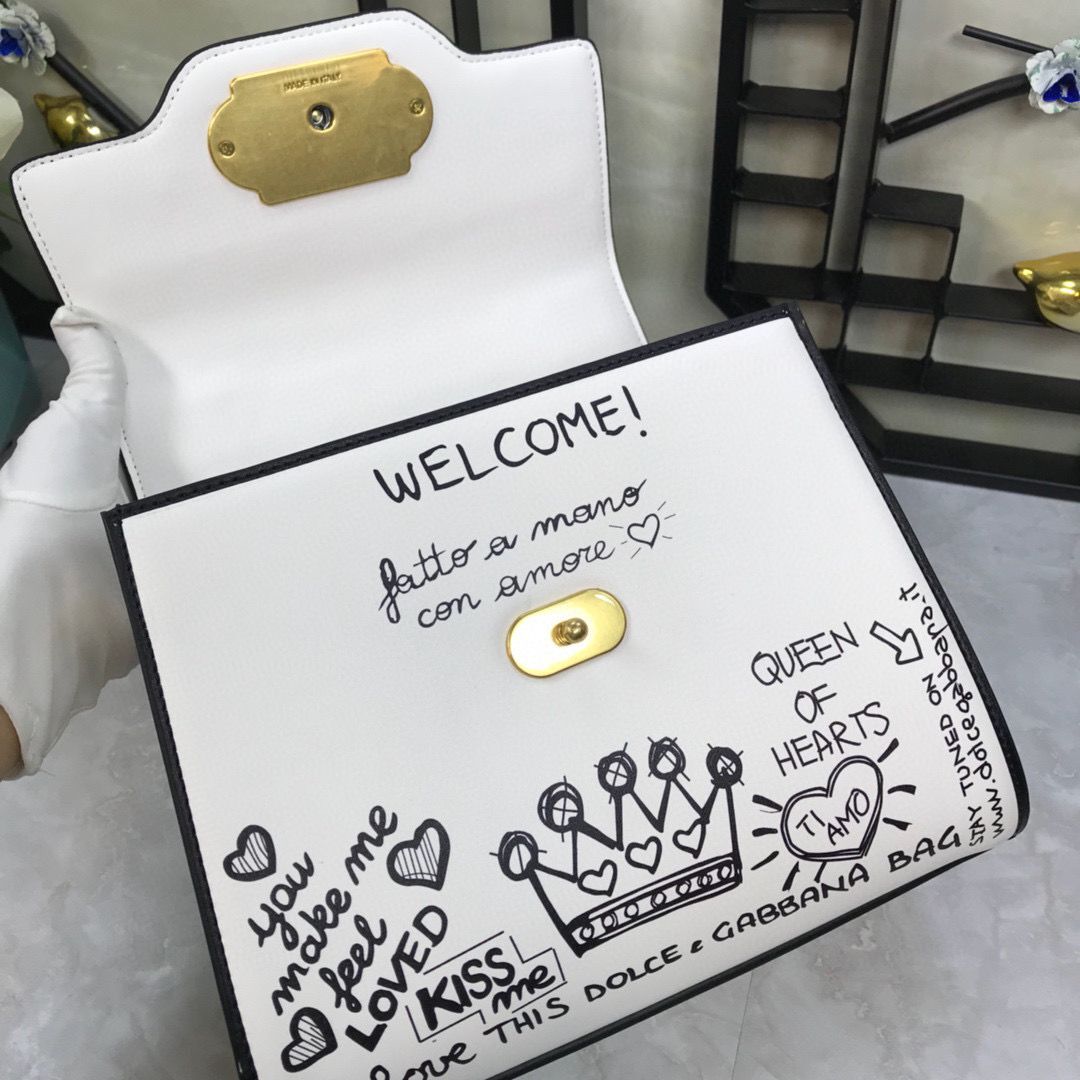 MADE IN ITALY
WELCOME!
fatto a mano
con amore
QUEEN
OF
HEARTS
TI
AMO
STAY TUNED ON
www.dolcegabbana.it
you
make me
feel
LOVED
KISS
me
love THIS DOLCE & GABBANA BAG